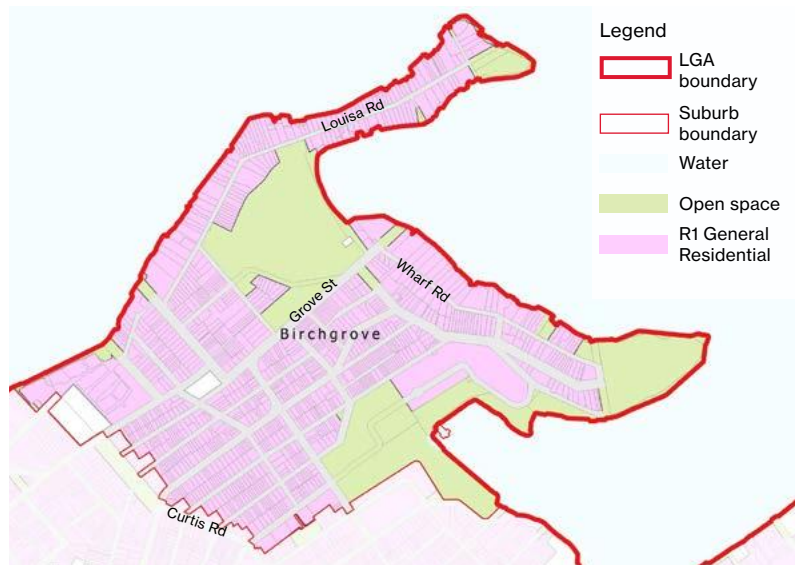 Legend
LGA
boundary
Suburb
boundary
Water
Open space
R1 General
Residential
Louisa Rd
Wharf Rd
Grove St
Birchgrove
Curtis Rd